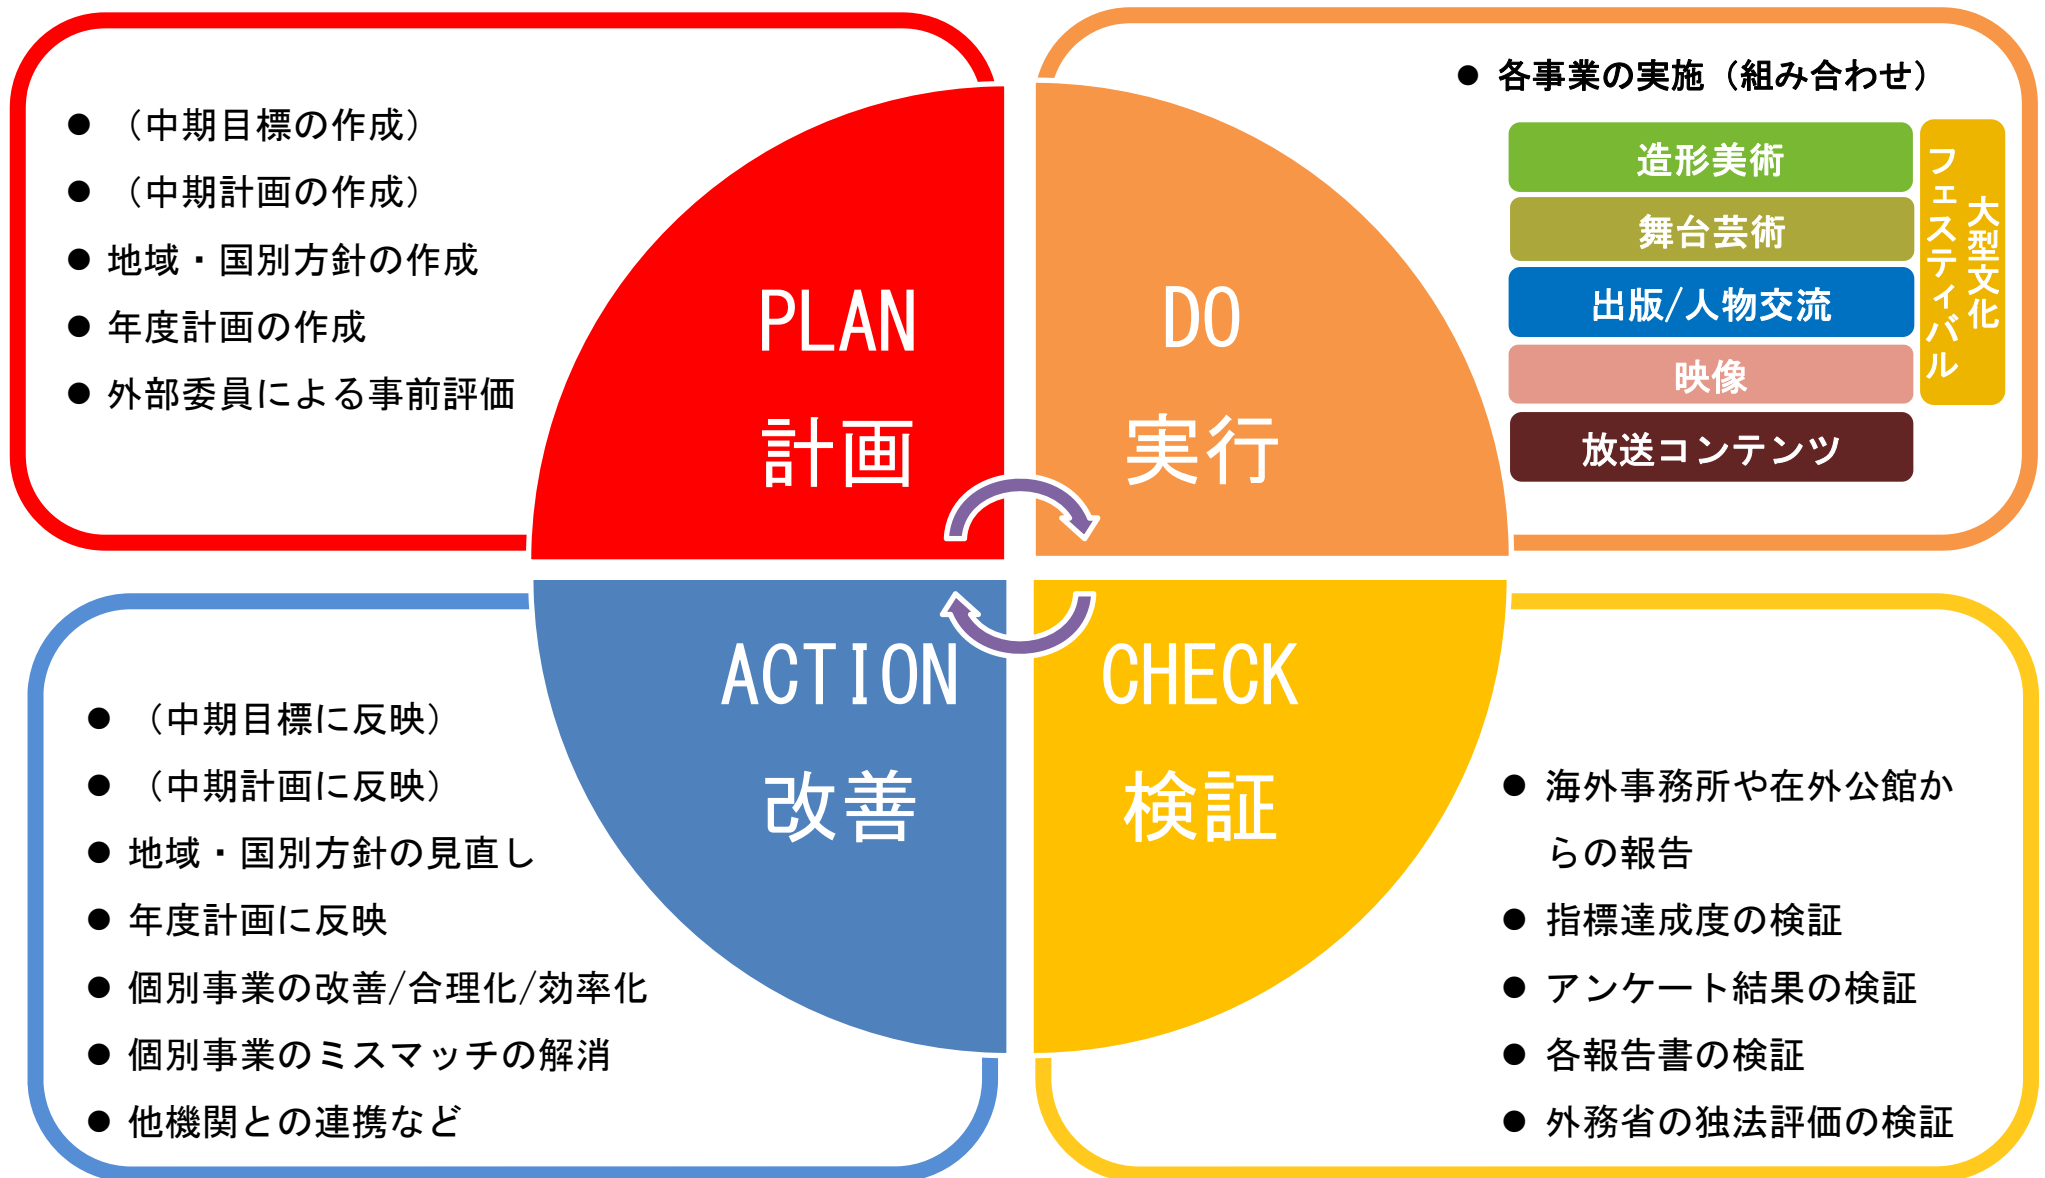 ● （中期目標の作成）
● （中期計画の作成）
● 地域・国別方針の作成
● 年度計画の作成
● 外部委員による事前評価
PLAN
計画
● 各事業の実施（組み合わせ）
造形美術
舞台芸術
出版/人物交流
映像
放送コンテンツ
大型文化
フェスティバル
DO
実行
ACTION
改善
● （中期目標に反映）
● （中期計画に反映）
● 地域・国別方針の見直し
● 年度計画に反映
● 個別事業の改善/合理化/効率化
● 個別事業のミスマッチの解消
● 他機関との連携など
CHECK
検証
● 海外事務所や在外公館か
らの報告
● 指標達成度の検証
● アンケート結果の検証
● 各報告書の検証
● 外務省の独法評価の検証